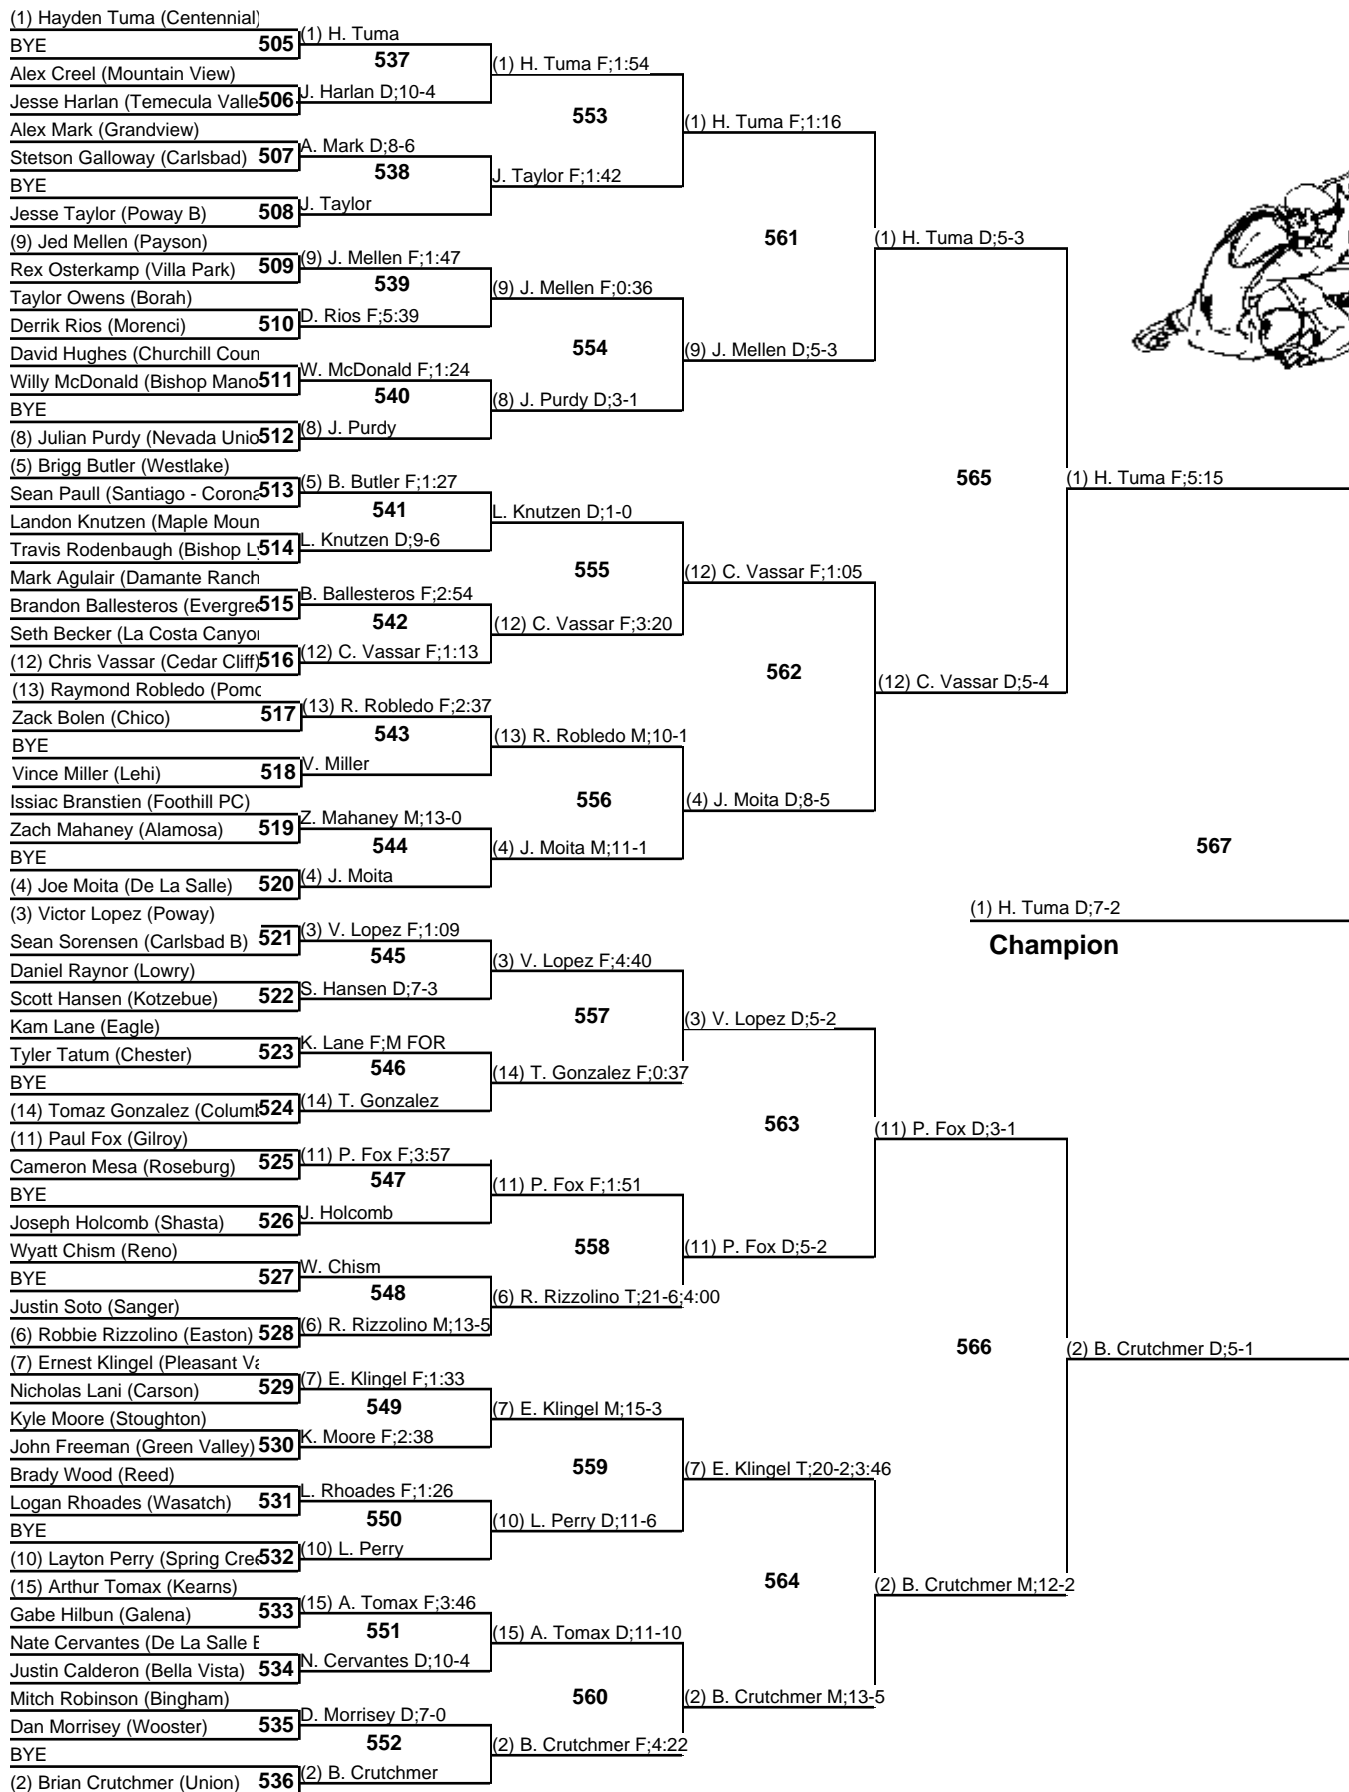 (1) Hayden Tuma (Centennial)
BYE
505
Alex Creel (Mountain View)
Jesse Harlan (Temecula Valle
506
Alex Mark (Grandview)
Stetson Galloway (Carlsbad)
507
BYE
Jesse Taylor (Poway B)
508
(9) Jed Mellen (Payson)
Rex Osterkamp (Villa Park)
509
Taylor Owens (Borah)
Derrik Rios (Morenci)
510
David Hughes (Churchill Coun
Willy McDonald (Bishop Mano
511
BYE
(8) Julian Purdy (Nevada Unio
512
(5) Brigg Butler (Westlake)
Sean Paull (Santiago - Corona
513
Landon Knutzen (Maple Moun
Travis Rodenbaugh (Bishop Ly
514
Mark Agulair (Damante Ranch
Brandon Ballesteros (Evergree
515
Seth Becker (La Costa Canyon
(12) Chris Vassar (Cedar Cliff)
516
(13) Raymond Robledo (Pomo
Zack Bolen (Chico)
517
BYE
Vince Miller (Lehi)
518
Issiac Branstien (Foothill PC)
Zach Mahaney (Alamosa)
519
BYE
(4) Joe Moita (De La Salle)
520
(3) Victor Lopez (Poway)
Sean Sorensen (Carlsbad B)
521
Daniel Raynor (Lowry)
Scott Hansen (Kotzebue)
522
Kam Lane (Eagle)
Tyler Tatum (Chester)
523
BYE
(14) Tomaz Gonzalez (Columb
524
(11) Paul Fox (Gilroy)
Cameron Mesa (Roseburg)
525
BYE
Joseph Holcomb (Shasta)
526
Wyatt Chism (Reno)
BYE
527
Justin Soto (Sanger)
(6) Robbie Rizzolino (Easton)
528
(7) Ernest Klingel (Pleasant Va
Nicholas Lani (Carson)
529
Kyle Moore (Stoughton)
John Freeman (Green Valley)
530
Brady Wood (Reed)
Logan Rhoades (Wasatch)
531
BYE
(10) Layton Perry (Spring Cree
532
(15) Arthur Tomax (Kearns)
Gabe Hilbun (Galena)
533
Nate Cervantes (De La Salle B
Justin Calderon (Bella Vista)
534
Mitch Robinson (Bingham)
Dan Morrisey (Wooster)
535
BYE
(2) Brian Crutchmer (Union)
536
(1) H. Tuma
537
J. Harlan D;10-4
A. Mark D;8-6
538
J. Taylor
(9) J. Mellen F;1:47
539
D. Rios F;5:39
W. McDonald F;1:24
540
(8) J. Purdy
(5) B. Butler F;1:27
541
L. Knutzen D;9-6
B. Ballesteros F;2:54
542
(12) C. Vassar F;1:13
(13) R. Robledo F;2:37
543
V. Miller
Z. Mahaney M;13-0
544
(4) J. Moita
(3) V. Lopez F;1:09
545
S. Hansen D;7-3
K. Lane F;M FOR
546
(14) T. Gonzalez
(11) P. Fox F;3:57
547
J. Holcomb
W. Chism
548
(6) R. Rizzolino M;13-5
(7) E. Klingel F;1:33
549
K. Moore F;2:38
L. Rhoades F;1:26
550
(10) L. Perry
(15) A. Tomax F;3:46
551
N. Cervantes D;10-4
D. Morrisey D;7-0
552
(2) B. Crutchmer
(1) H. Tuma F;1:54
553
J. Taylor F;1:42
(9) J. Mellen F;0:36
554
(8) J. Purdy D;3-1
L. Knutzen D;1-0
555
(12) C. Vassar F;3:20
(13) R. Robledo M;10-1
556
(4) J. Moita M;11-1
(3) V. Lopez F;4:40
557
(14) T. Gonzalez F;0:37
(11) P. Fox F;1:51
558
(6) R. Rizzolino T;21-6;4:00
(7) E. Klingel M;15-3
559
(10) L. Perry D;11-6
(15) A. Tomax D;11-10
560
(2) B. Crutchmer F;4:22
(1) H. Tuma F;1:16
561
(9) J. Mellen D;5-3
(12) C. Vassar F;1:05
562
(4) J. Moita D;8-5
(3) V. Lopez D;5-2
563
(11) P. Fox D;5-2
(7) E. Klingel T;20-2;3:46
564
(2) B. Crutchmer M;13-5
(1) H. Tuma D;5-3
565
(12) C. Vassar D;5-4
(11) P. Fox D;3-1
566
(2) B. Crutchmer M;12-2
(1) H. Tuma F;5:15
567
(2) B. Crutchmer D;5-1
(1) H. Tuma D;7-2
Champion